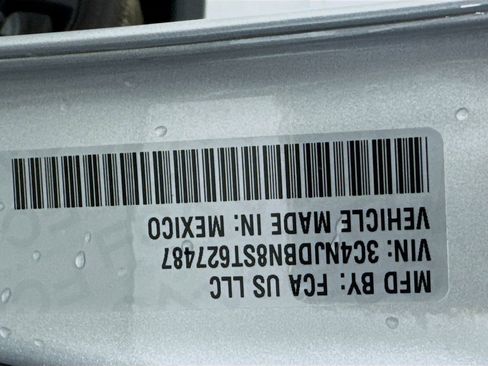 MFD BY: FCA US LLC
VIN: 3C4NJDBN8ST627487
VEHICLE MADE IN: MEXICO